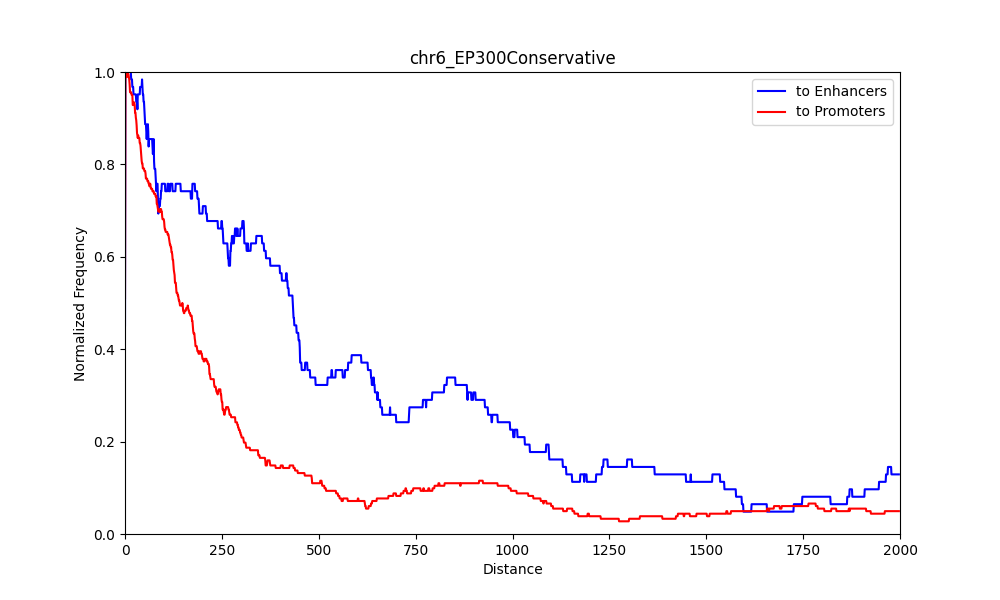 chr6_EP300Conservative
to Enhancers
to Promoters
Normalized Frequency
1.0
0.8
0.6
0.4
0.2
0.0
0 250 500 750 1000 1250 1500 1750 2000
Distance